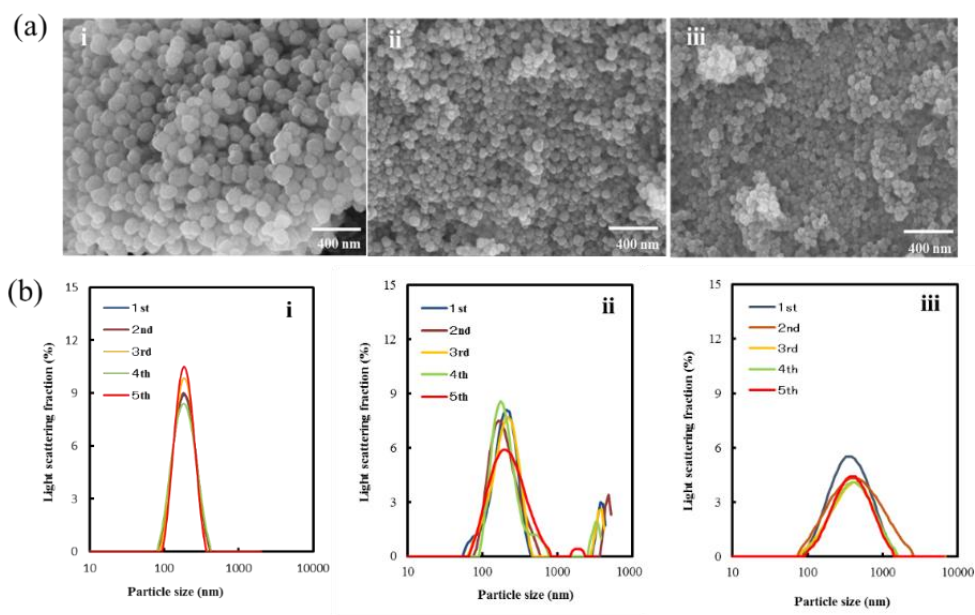 (a)
i
ii
iii
400 nm
400 nm
400 nm
(b)
i
15
12
9
6
3
0
Light scattering fraction (%)
1st
2nd
3rd
4th
5th
10 100 1000 10000
Particle size (nm)
ii
15
12
9
6
3
0
Light scattering fraction (%)
1st
2nd
3rd
4th
5th
10 100 1000 1000
Particle size (nm)
iii
15
12
9
6
3
0
Light scattering fraction (%)
1st
2nd
3rd
4th
5th
10 100 1000 10000
Particle size (nm)